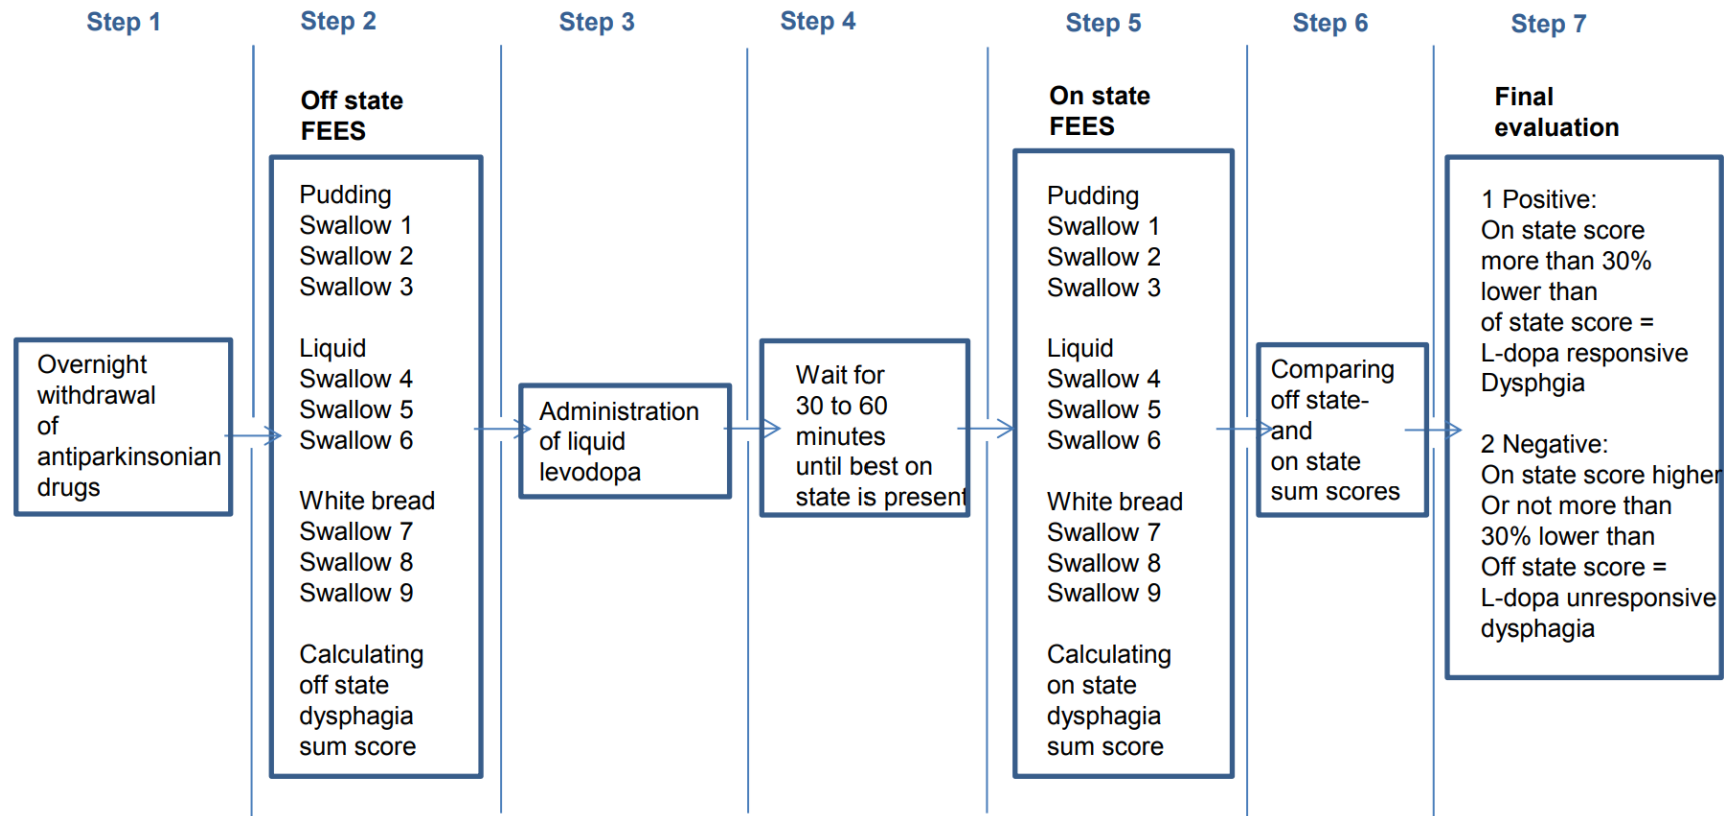 Step 1
Step 2
Step 3
Step 4
Step 5
Step 6
Step 7
Overnight
withdrawal
of
antiparkinsonian
drugs
Off state
FEES
Pudding
Swallow 1
Swallow 2
Swallow 3
Liquid
Swallow 4
Swallow 5
Swallow 6
White bread
Swallow 7
Swallow 8
Swallow 9
Calculating
off state
dysphagia
sum score
Administration
of liquid
levodopa
Wait for
30 to 60
minutes
until best on
state is present
On state
FEES
Pudding
Swallow 1
Swallow 2
Swallow 3
Liquid
Swallow 4
Swallow 5
Swallow 6
White bread
Swallow 7
Swallow 8
Swallow 9
Calculating
on state
dysphagia
sum score
Comparing
off state-
and
on state
sum scores
Final
evaluation
1 Positive:
On state score
more than 30%
lower than
of state score =
L-dopa responsive
Dysphgia
2 Negative:
On state score higher
Or not more than
30% lower than
Off state score =
L-dopa unresponsive
dysphagia